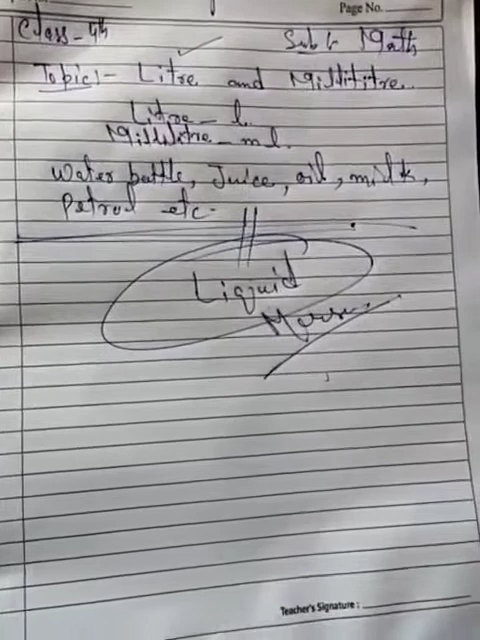 Page No.
Class - 4th
Sub :- Math
Topic :- Litre and Millilitre.
Litre - l.
Millilitre - ml.
Water bottle, Juice, oil, milk,
Petrol etc.
Liquid
Teacher's Signature :